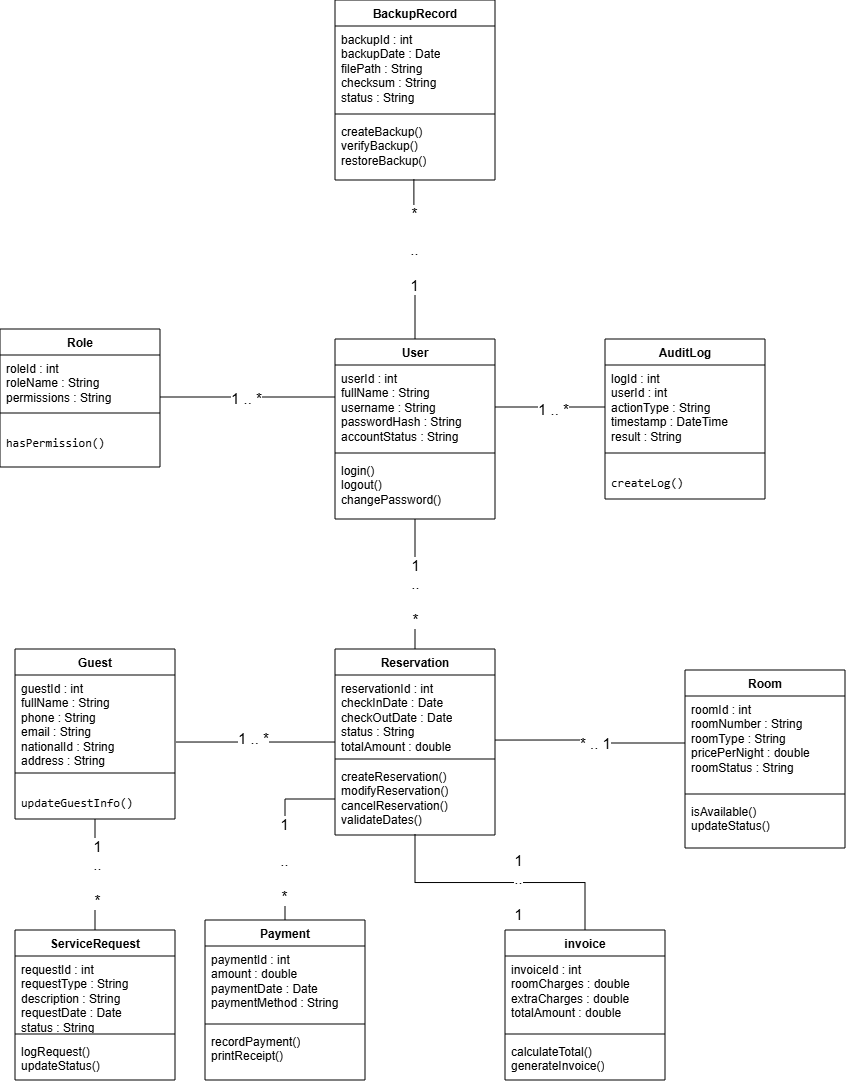 BackupRecord
backupId : int
backupDate : Date
filePath : String
checksum : String
status : String
createBackup()
verifyBackup()
restoreBackup()
*
..
1
Role
roleId : int
roleName : String
permissions : String
hasPermission()
1 .. *
User
userId : int
fullName : String
username : String
passwordHash : String
accountStatus : String
login()
logout()
changePassword()
1 .. *
AuditLog
logId : int
userId : int
actionType : String
timestamp : DateTime
result : String
createLog()
1
..
*
Guest
guestId : int
fullName : String
phone : String
email : String
nationalId : String
address : String
updateGuestInfo()
1 .. *
Reservation
reservationId : int
checkInDate : Date
checkOutDate : Date
status : String
totalAmount : double
createReservation()
modifyReservation()
cancelReservation()
validateDates()
* .. 1
Room
roomId : int
roomNumber : String
roomType : String
pricePerNight : double
roomStatus : String
isAvailable()
updateStatus()
1
..
*
1
..
*
1
..
1
ServiceRequest
requestId : int
requestType : String
description : String
requestDate : Date
status : String
logRequest()
updateStatus()
Payment
paymentId : int
amount : double
paymentDate : Date
paymentMethod : String
recordPayment()
printReceipt()
invoice
invoiceId : int
roomCharges : double
extraCharges : double
totalAmount : double
calculateTotal()
generateInvoice()